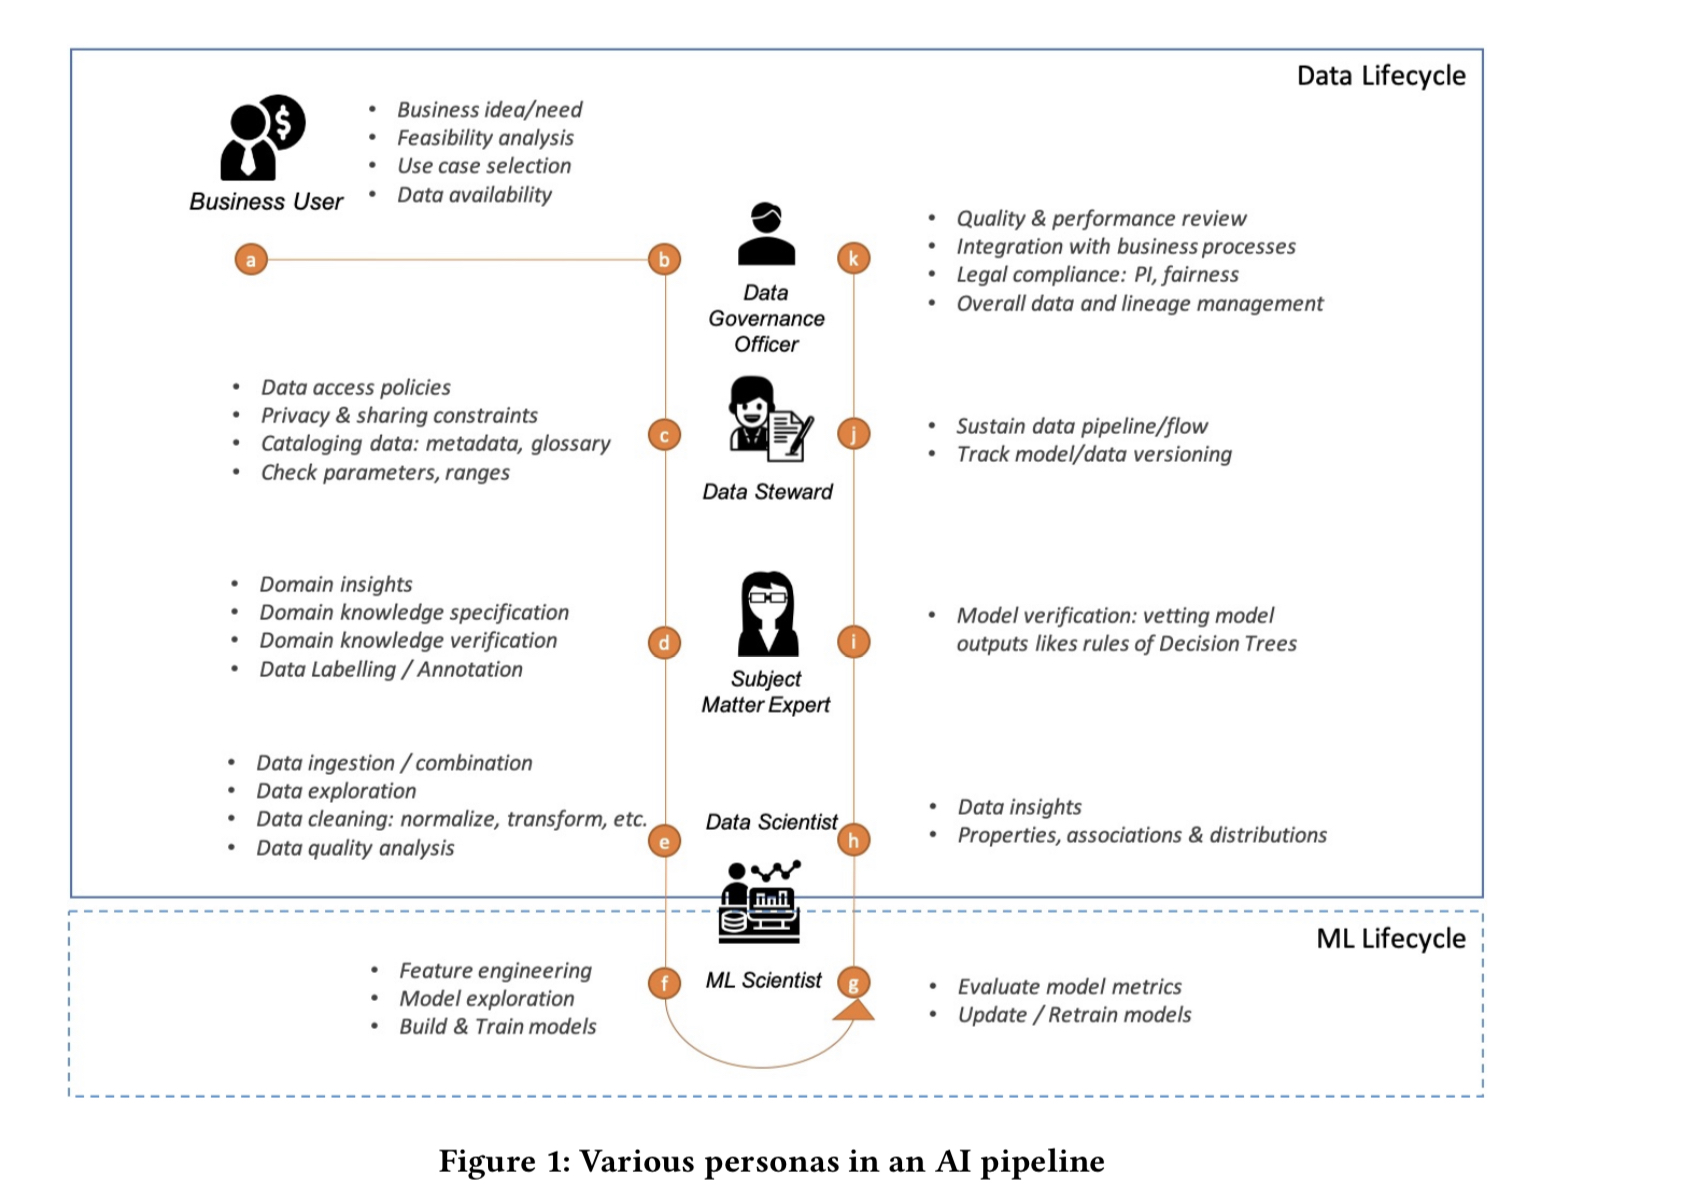 Data Lifecycle
• Business idea/need
• Feasibility analysis
• Use case selection
• Data availability
Business User
a
b
Data
Governance
Officer
k
• Quality & performance review
• Integration with business processes
• Legal compliance: PI, fairness
• Overall data and lineage management
• Data access policies
• Privacy & sharing constraints
• Cataloging data: metadata, glossary
• Check parameters, ranges
c
Data Steward
j
• Sustain data pipeline/flow
• Track model/data versioning
• Domain insights
• Domain knowledge specification
• Domain knowledge verification
• Data Labelling / Annotation
d
Subject
Matter Expert
i
• Model verification: vetting model
outputs likes rules of Decision Trees
• Data ingestion / combination
• Data exploration
• Data cleaning: normalize, transform, etc.
• Data quality analysis
e
Data Scientist
h
• Data insights
• Properties, associations & distributions
ML Lifecycle
• Feature engineering
• Model exploration
• Build & Train models
f
ML Scientist
g
• Evaluate model metrics
• Update / Retrain models
Figure 1: Various personas in an AI pipeline